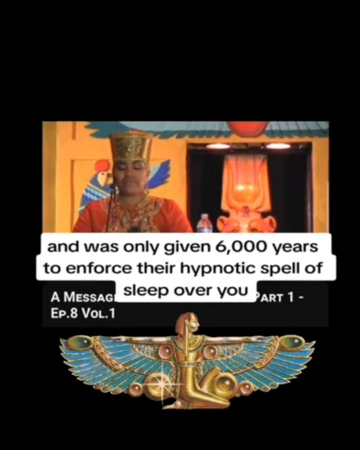 and was only given 6,000 years
to enforce their hypnotic spell of
sleep over you
A Messag Part 1 -
Ep.8 Vol.1